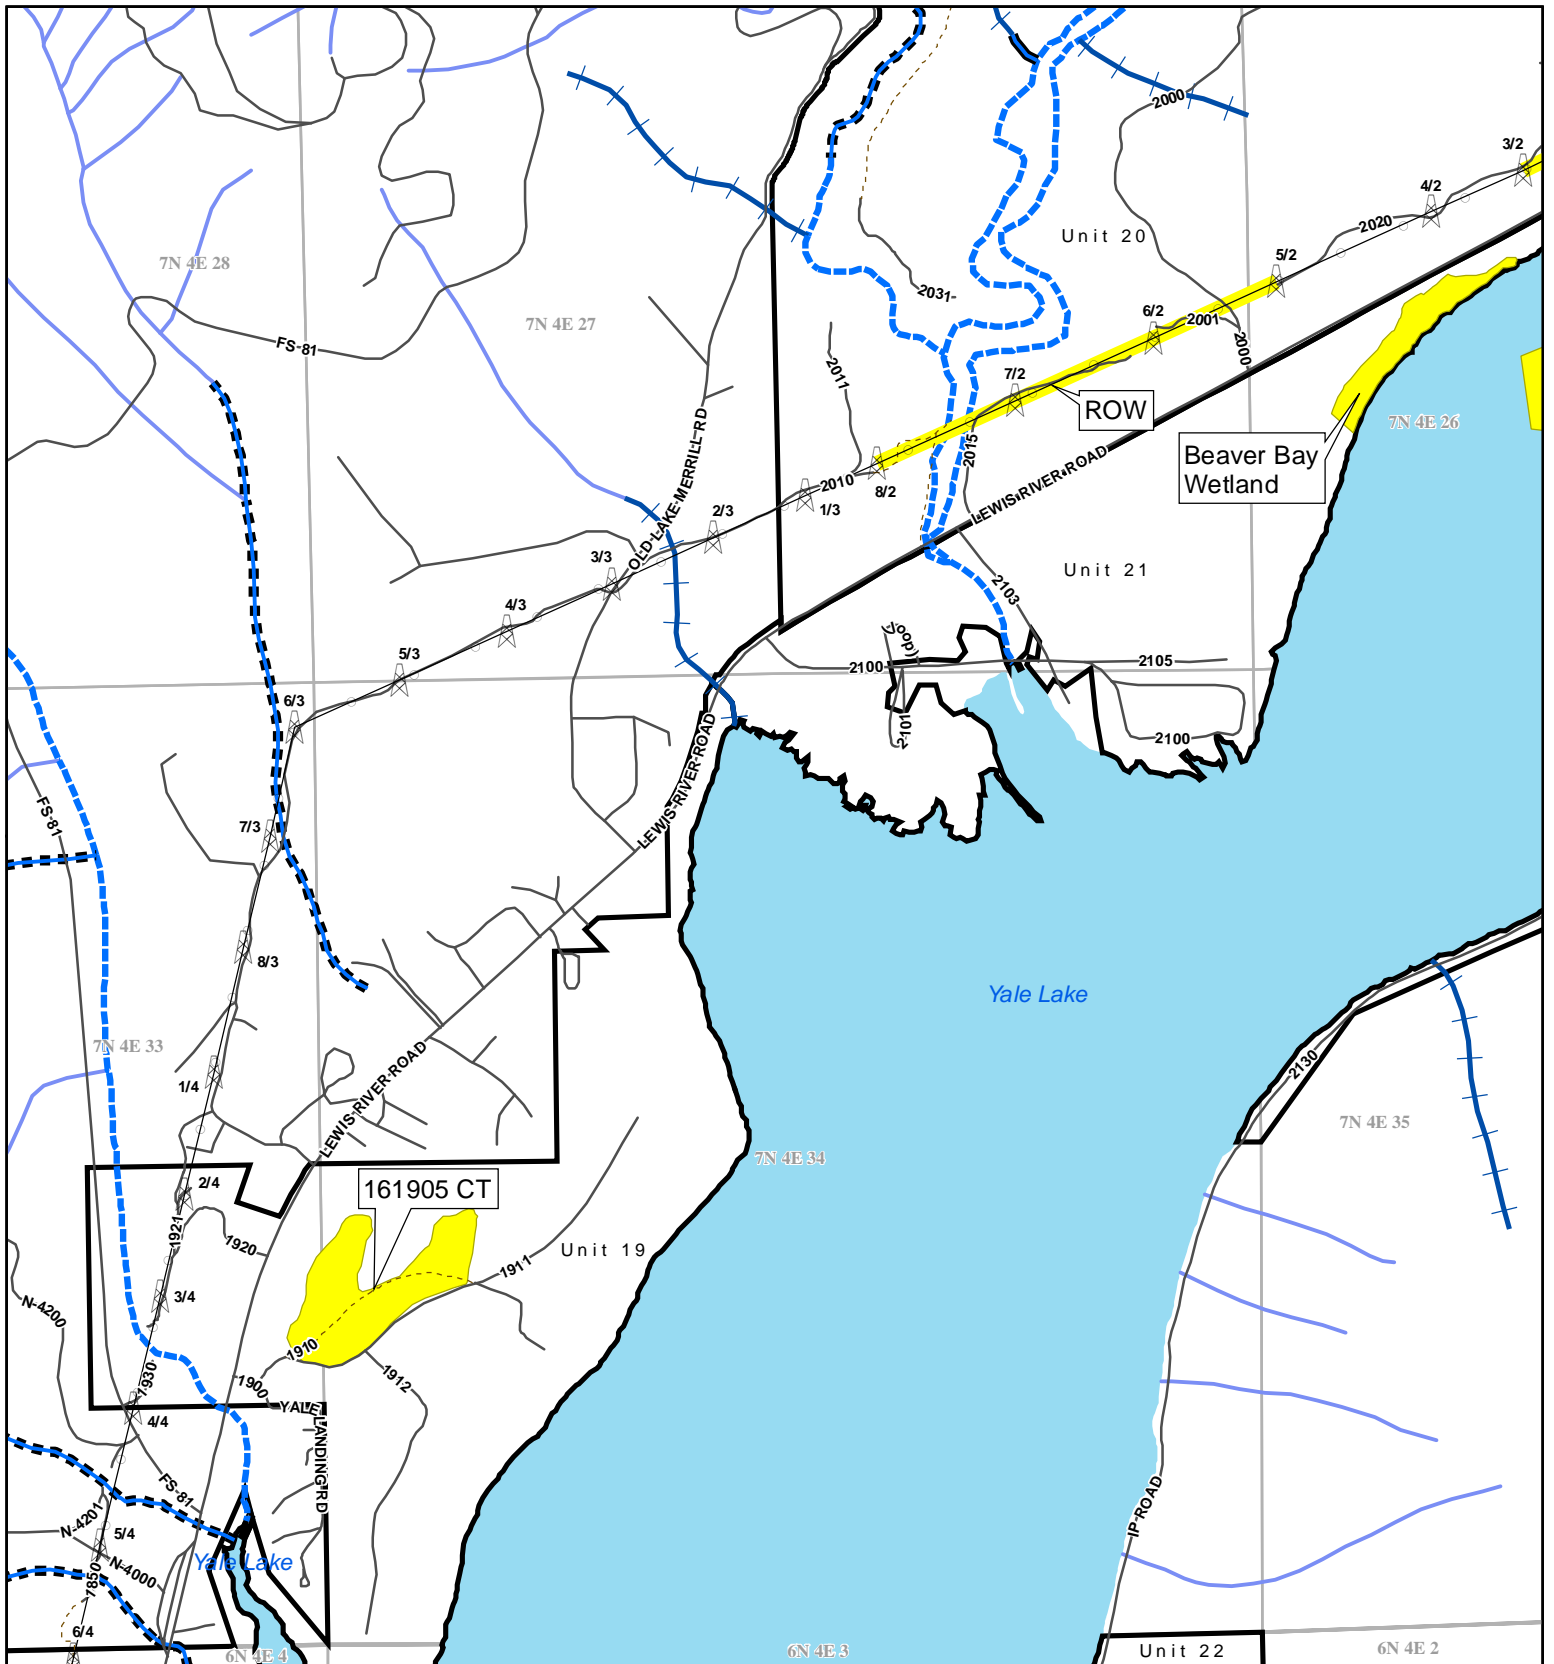 2000
3/2
4/2
2020
Unit 20
5/2
7N 4E 28
2031
6/2
2001
7N 4E 27
FS-81
2000
2011
7/2
ROW
7N 4E 26
OLD LAKE MERRILL RD
2015
Beaver Bay
Wetland
LEWIS RIVER ROAD
8/2
2010
1/3
2/3
3/3
Unit 21
2103
4/3
(loop)
5/3
2100
2105
6/3
2101
2100
LEWIS RIVER ROAD
FS-81
7/3
8/3
Yale Lake
7N 4E 33
1/4
LEWIS RIVER ROAD
2130
7N 4E 35
7N 4E 34
2/4
161905 CT
1921
1920
Unit 19
1911
3/4
N-4200
1910
1912
1930
1900
YALE LANDING RD
4/4
FS-81
N-4201
5/4
IP ROAD
Yale Lake
N-4000
1850
6/4
6N 4E 4
6N 4E 3
Unit 22
6N 4E 2